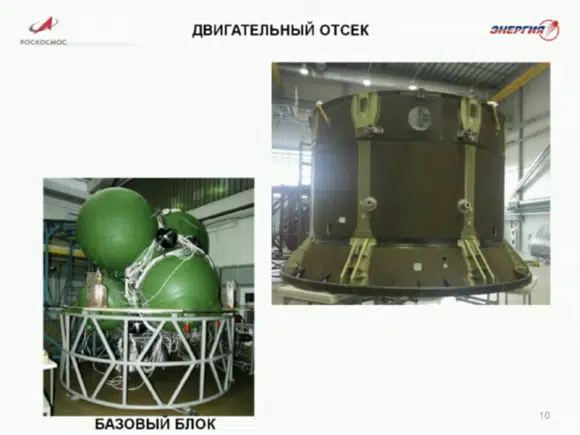 РОСКОСМОС
ДВИГАТЕЛЬНЫЙ ОТСЕК
ЭНЕРГИЯ
БАЗОВЫЙ БЛОК
10